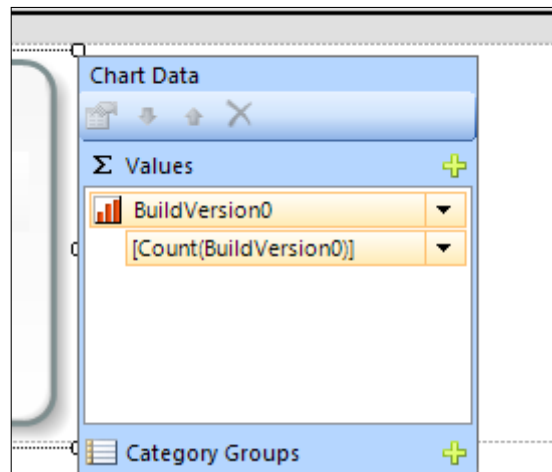 Chart Data
Σ Values
BuildVersion0
[Count(BuildVersion0)]
Category Groups